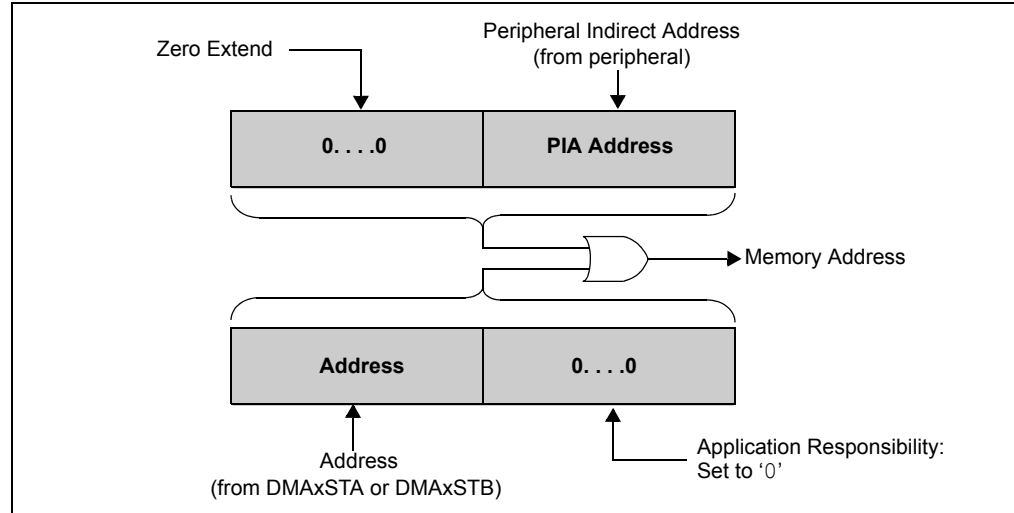 Zero Extend
Peripheral Indirect Address
(from peripheral)
0. . . .0
PIA Address
Memory Address
Address
0. . . .0
Address
(from DMAxSTA or DMAxSTB)
Application Responsibility:
Set to ‘0’